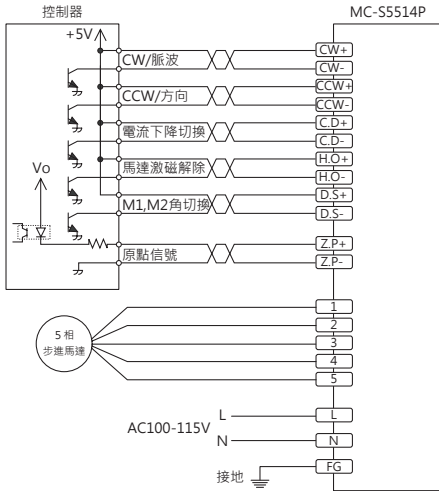 控制器
MC-S5514P
+5V
CW/脈波
CW+
CW-
CCW/方向
CCW+
CCW-
電流下降切換
C.D+
C.D-
馬達激磁解除
H.O+
H.O-
M1,M2角切換
D.S+
D.S-
Vo
原點信號
Z.P+
Z.P-
5相
步進馬達
1
2
3
4
5
AC100-115V
L
L
N
N
接地
FG